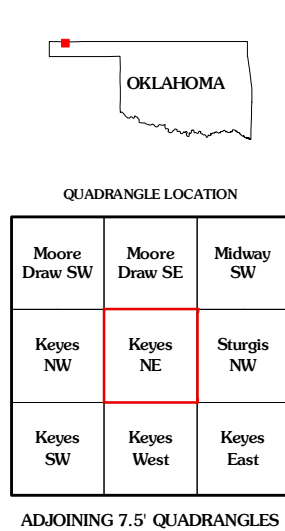 OKLAHOMA
QUADRANGLE LOCATION
Moore
Draw SW
Moore
Draw SE
Midway
SW
Keyes
NW
Keyes
NE
Sturgis
NW
Keyes
SW
Keyes
West
Keyes
East
ADJOINING 7.5' QUADRANGLES